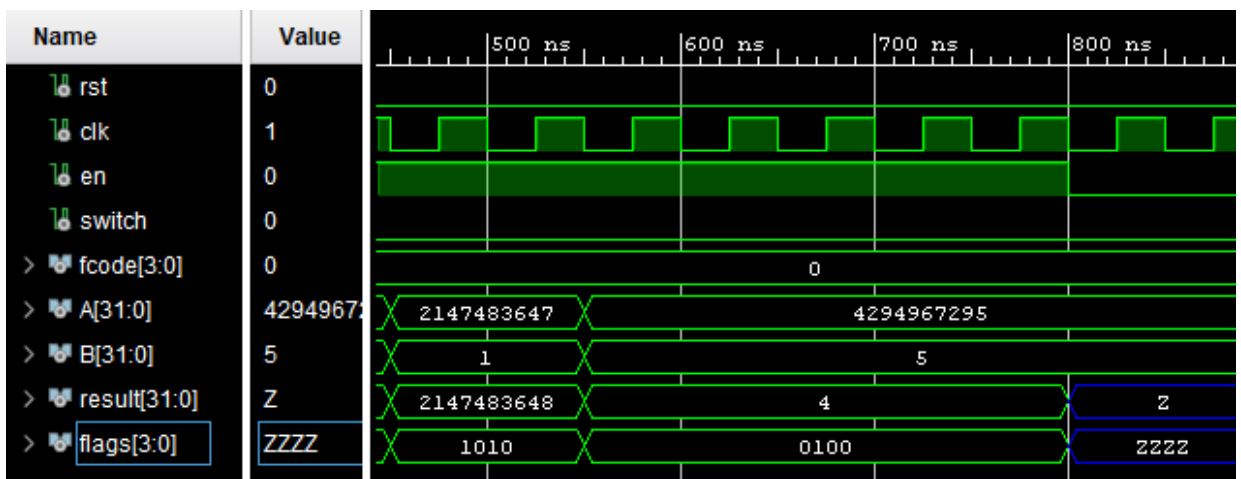 Name Value 500 ns 600 ns 700 ns 800 ns
rst 0
clk 1
en 0
switch 0
fcode[3:0] 0 0
A[31:0] 42949672 2147483647 4294967295
B[31:0] 5 1 5
result[31:0] Z 2147483648 4 Z
flags[3:0] ZZZZ 1010 0100 ZZZZ